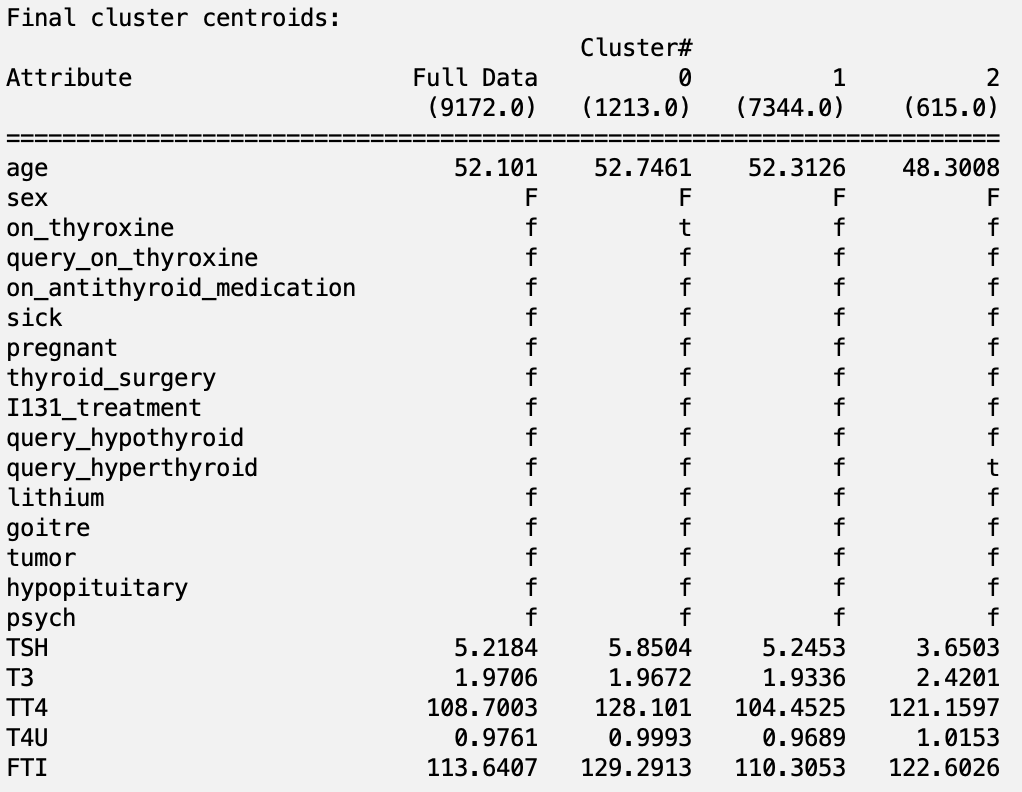 Final cluster centroids:
Cluster#
Attribute Full Data 0 1 2
(9172.0) (1213.0) (7344.0) (615.0)
================================================================================
age 52.101 52.7461 52.3126 48.3008
sex F F F F
on_thyroxine f t f f
query_on_thyroxine f f f f
on_antithyroid_medication f f f f
sick f f f f
pregnant f f f f
thyroid_surgery f f f f
I131_treatment f f f f
query_hypothyroid f f f f
query_hyperthyroid f f f t
lithium f f f f
goitre f f f f
tumor f f f f
hypopituitary f f f f
psych f f f f
TSH 5.2184 5.8504 5.2453 3.6503
T3 1.9706 1.9672 1.9336 2.4201
TT4 108.7003 128.101 104.4525 121.1597
T4U 0.9761 0.9993 0.9689 1.0153
FTI 113.6407 129.2913 110.3053 122.6026